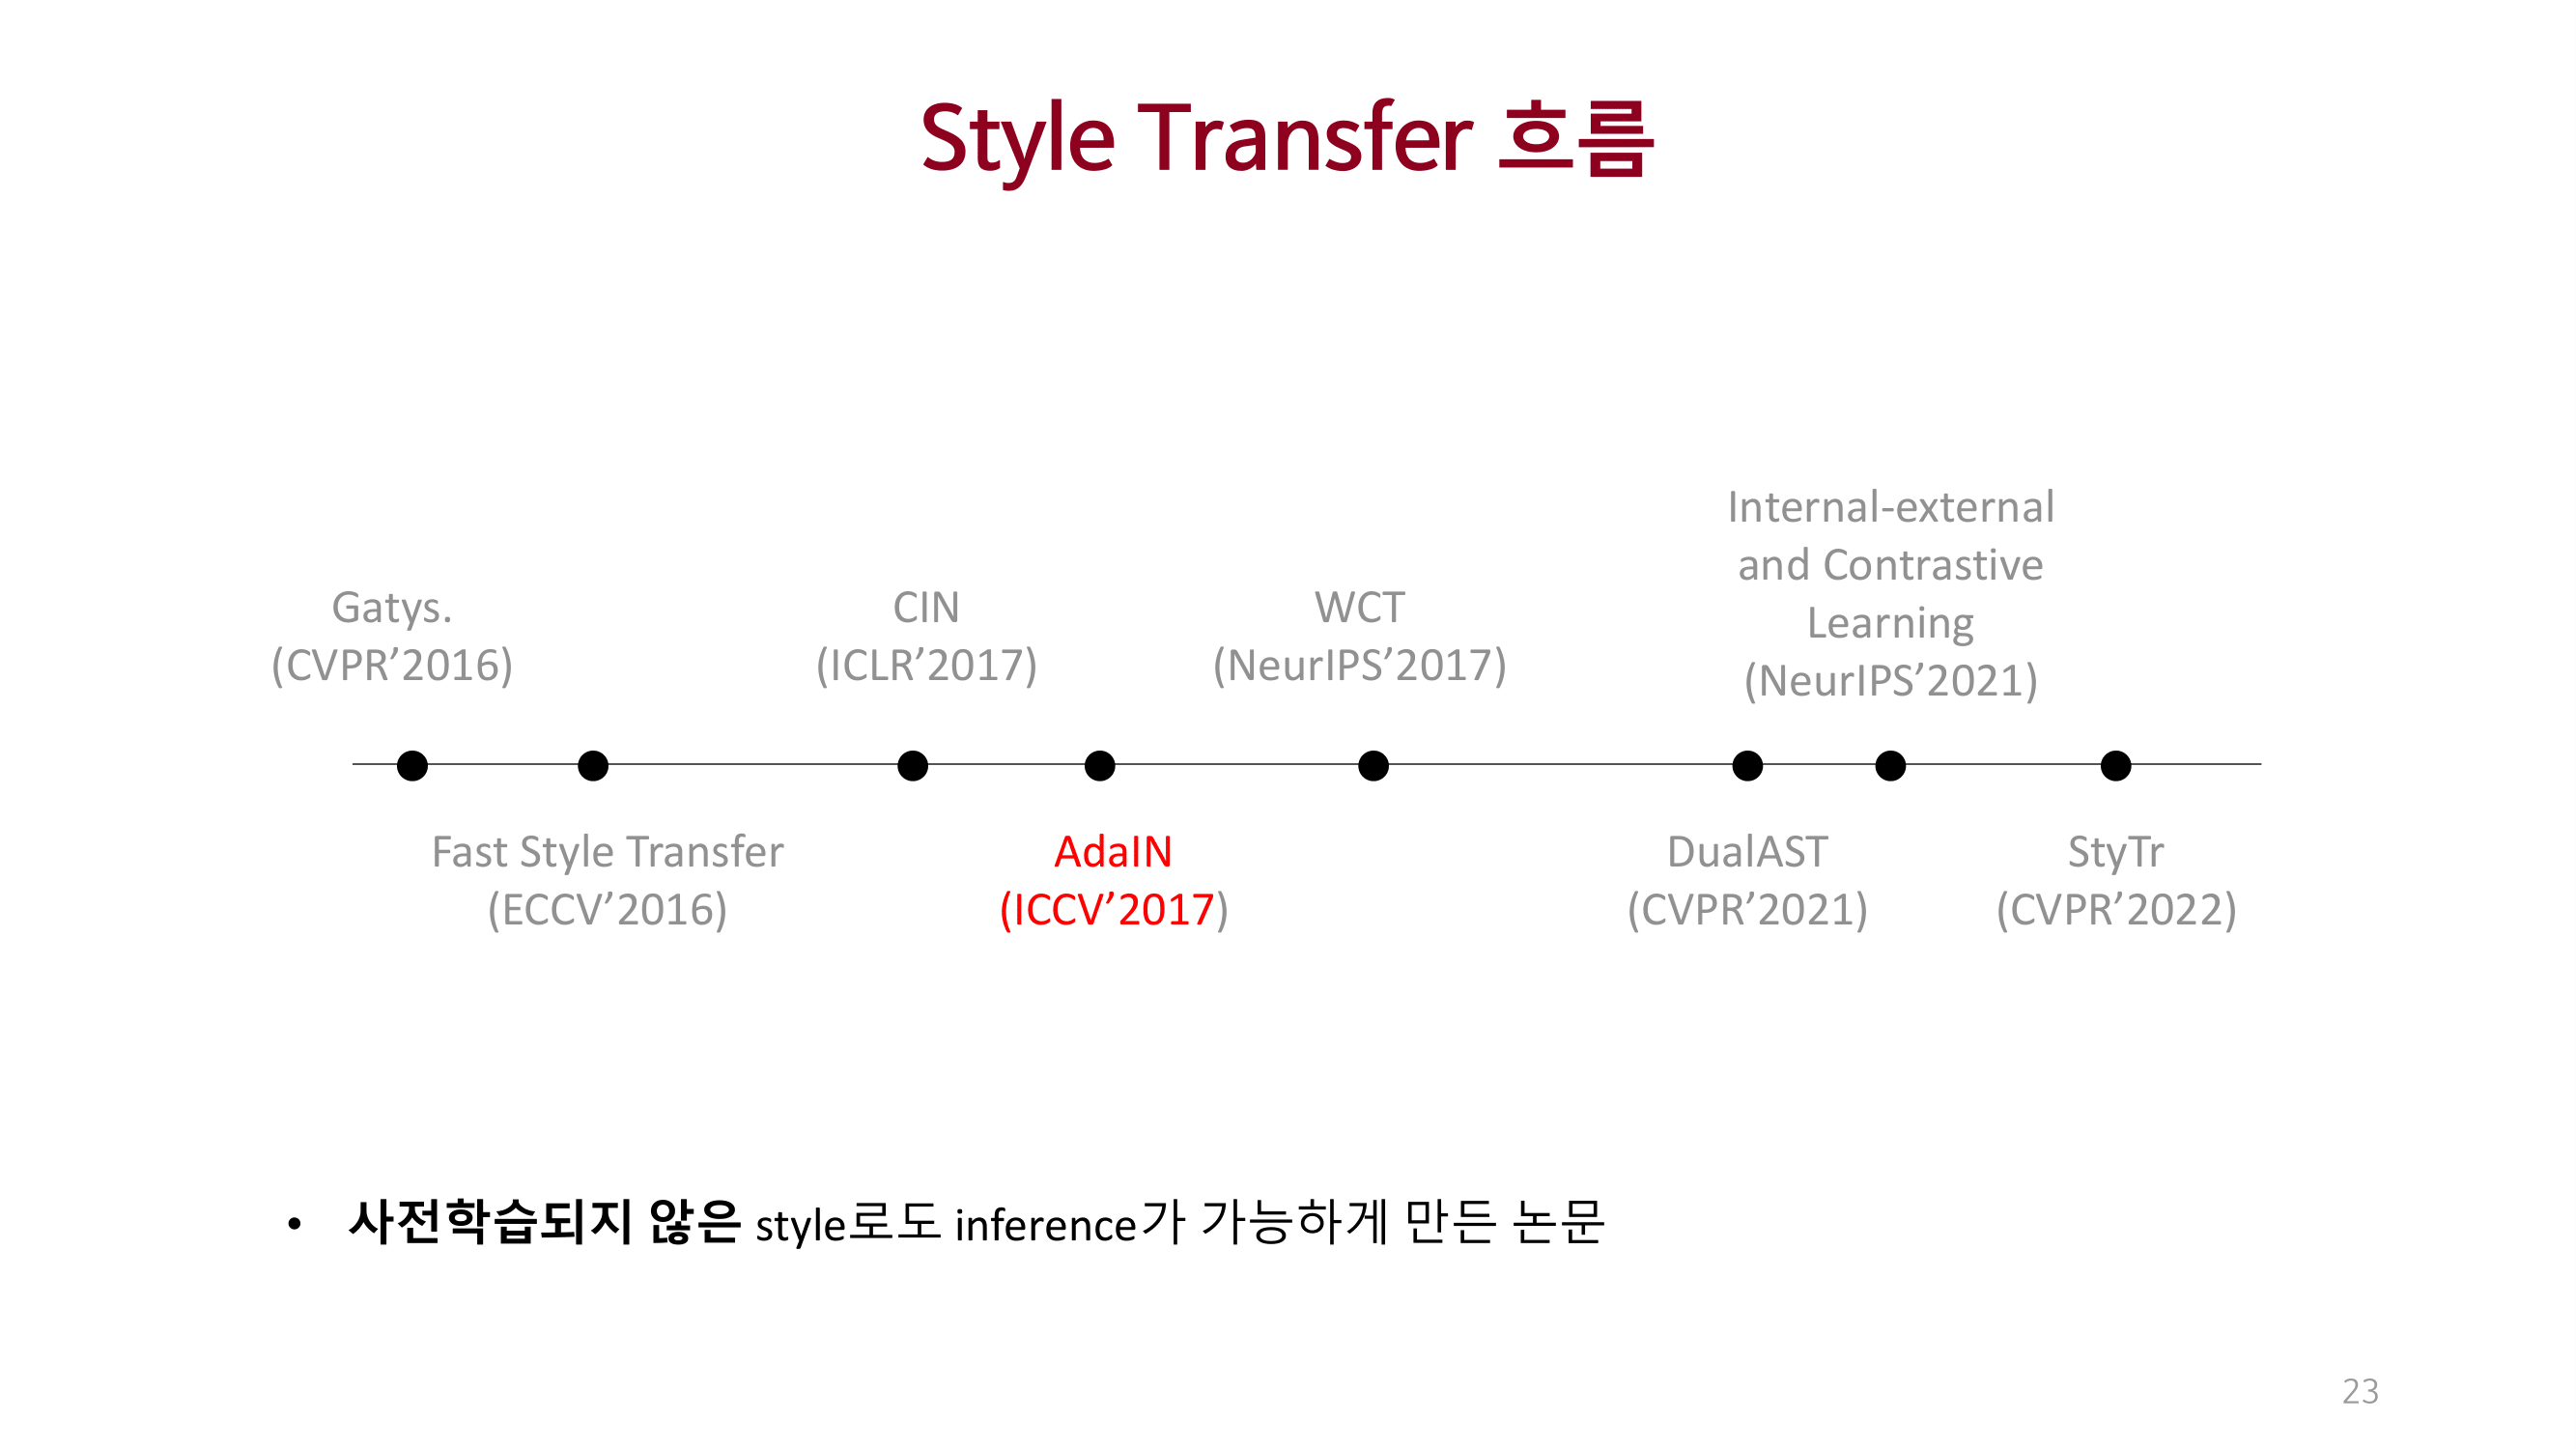 Style Transfer 흐름
Gatys.
(CVPR’2016)
Fast Style Transfer
(ECCV’2016)
CIN
(ICLR’2017)
AdaIN
(ICCV’2017)
WCT
(NeurIPS’2017)
DualAST
(CVPR’2021)
Internal-external
and Contrastive
Learning
(NeurIPS’2021)
StyTr
(CVPR’2022)
• 사전학습되지 않은 style로도 inference가 가능하게 만든 논문
23